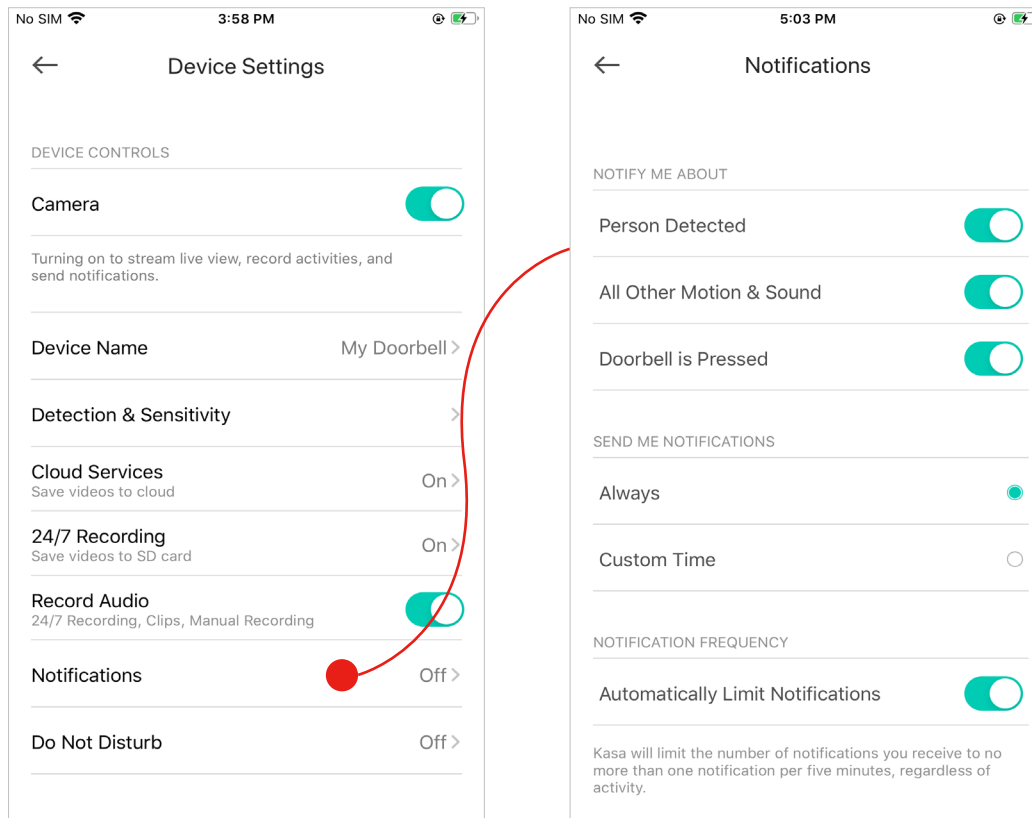 No SIM 3:58 PM
Device Settings
DEVICE CONTROLS
Camera
Turning on to stream live view, record activities, and
send notifications.
Device Name My Doorbell
Detection & Sensitivity
Cloud Services On
Save videos to cloud
24/7 Recording On
Save videos to SD card
Record Audio
24/7 Recording, Clips, Manual Recording
Notifications Off
Do Not Disturb Off
No SIM 5:03 PM
Notifications
NOTIFY ME ABOUT
Person Detected
All Other Motion & Sound
Doorbell is Pressed
SEND ME NOTIFICATIONS
Always
Custom Time
NOTIFICATION FREQUENCY
Automatically Limit Notifications
Kasa will limit the number of notifications you receive to no
more than one notification per five minutes, regardless of
activity.